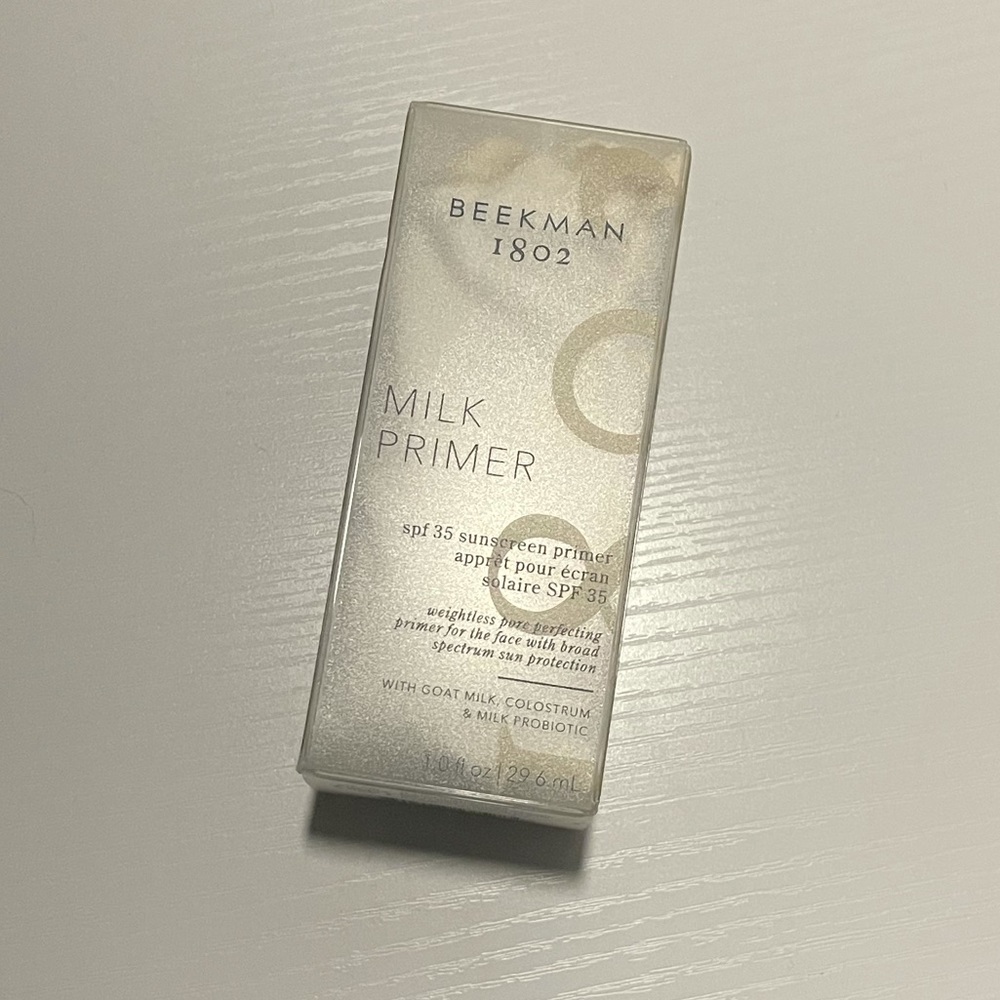 BEEKMAN
1802
MILK
PRIMER
spf 35 sunscreen primer
apprêt pour écran
solaire SPF 35
weightless pore perfecting
primer for the face with broad
spectrum sun protection
WITH GOAT MILK, COLOSTRUM
& MILK PROBIOTIC
1.0 fl oz | 29.6 mL